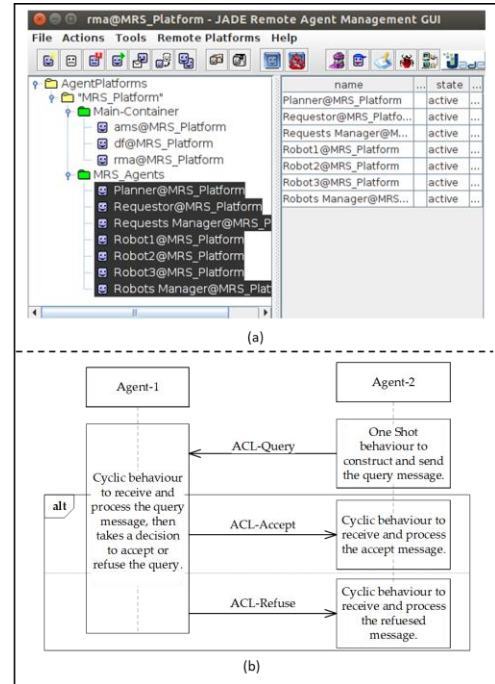 rma@MRS_Platform - JADE Remote Agent Management GUI
File Actions Tools Remote Platforms Help
AgentPlatforms
"MRS_Platform"
Main-Container
ams@MRS_Platform
df@MRS_Platform
rma@MRS_Platform
MRS_Agents
Planner@MRS_Platform
Requestor@MRS_Platform
Requests Manager@MRS_P
Robot1@MRS_Platform
Robot2@MRS_Platform
Robot3@MRS_Platform
Robots Manager@MRS_Plat
name ... state ...
Planner@MRS_Platform active ...
Requestor@MRS_Platfo... active ...
Requests Manager@M... active ...
Robot1@MRS_Platform active ...
Robot2@MRS_Platform active ...
Robot3@MRS_Platform active ...
Robots Manager@MRS... active ...
(a)
Agent-1
Agent-2
ACL-Query
One Shot
behaviour to
construct and send
the query message.
Cyclic behaviour
to receive and
process the query
message, then
takes a decision
to accept or
refuse the query.
alt
ACL-Accept
Cyclic behaviour to
receive and process
the accept message.
ACL-Refuse
Cyclic behaviour to
receive and process
the refuesed
message.
(b)